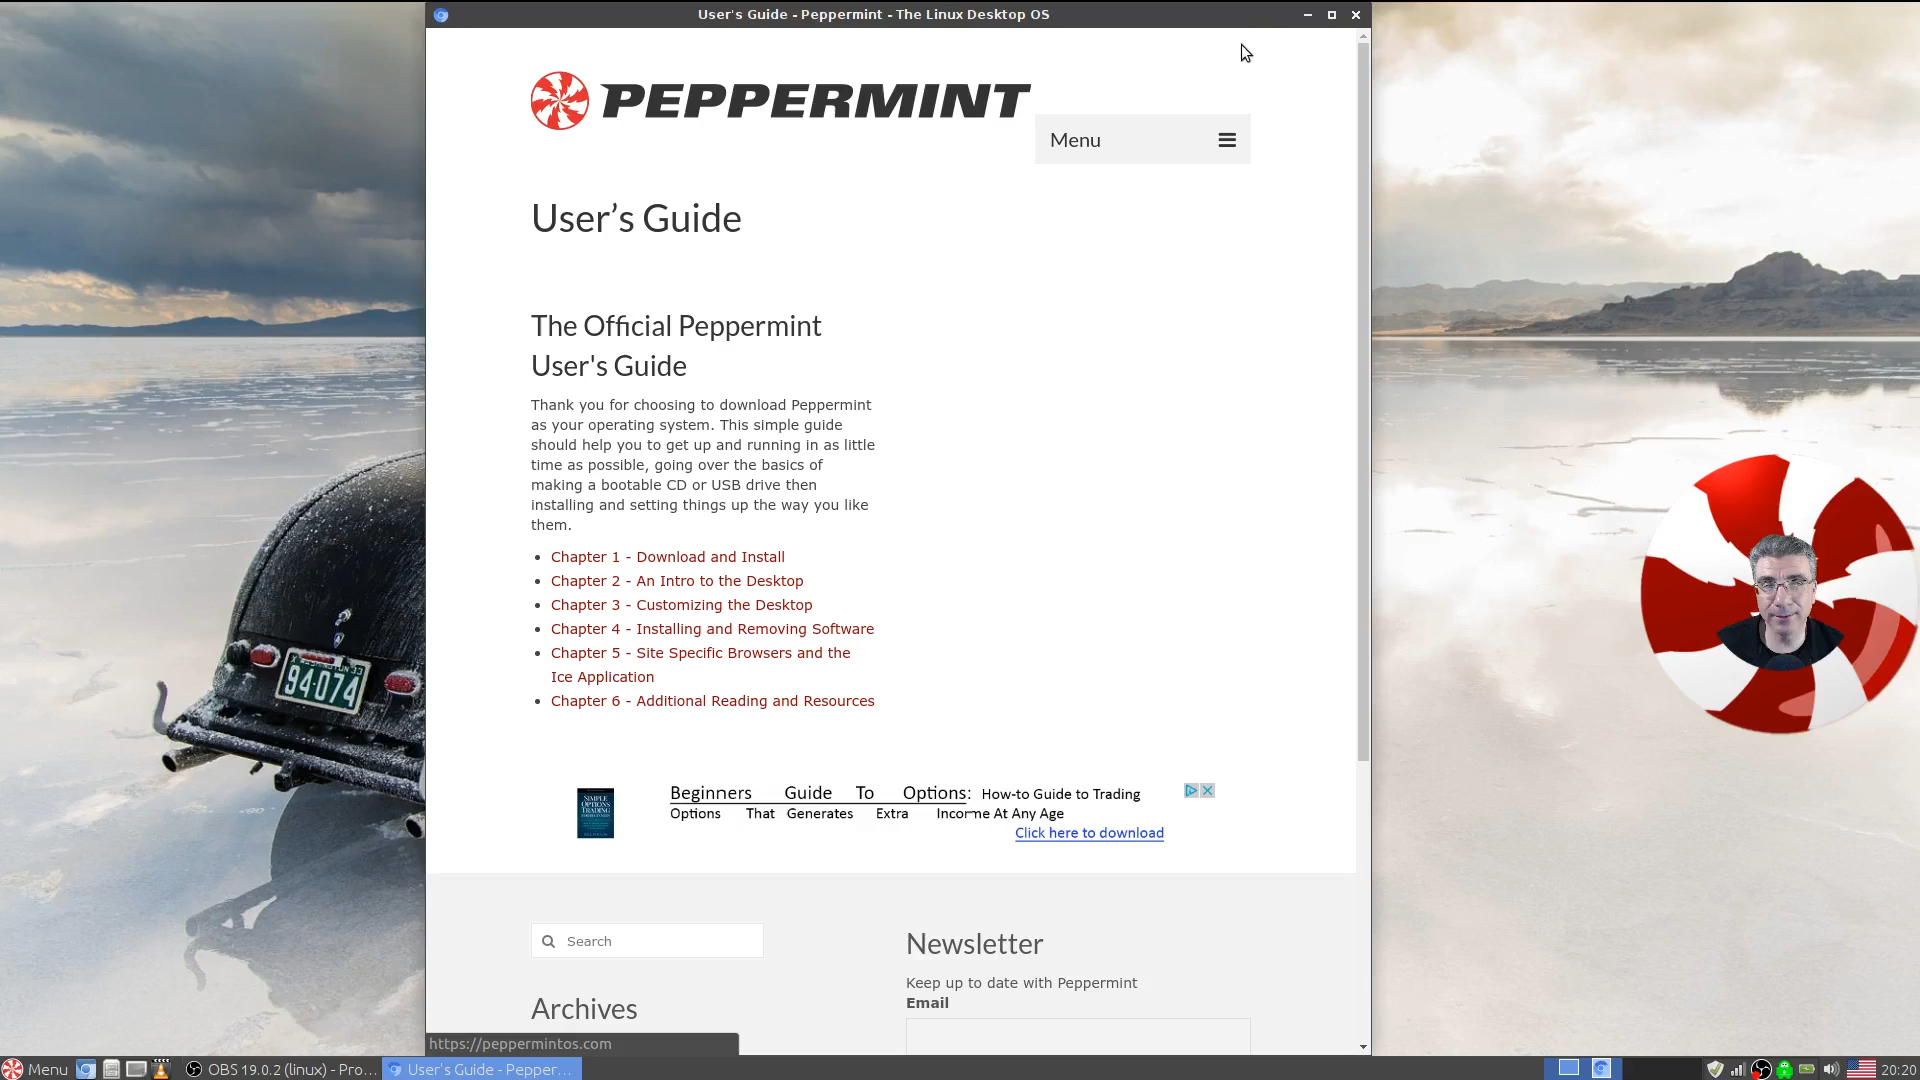 User's Guide - Peppermint - The Linux Desktop OS
PEPPERMINT
Menu
User’s Guide
The Official Peppermint
User's Guide
Thank you for choosing to download Peppermint
as your operating system. This simple guide
should help you to get up and running in as little
time as possible, going over the basics of
making a bootable CD or USB drive then
installing and setting things up the way you like
them.
Chapter 1 - Download and Install
Chapter 2 - An Intro to the Desktop
Chapter 3 - Customizing the Desktop
Chapter 4 - Installing and Removing Software
Chapter 5 - Site Specific Browsers and the
Ice Application
Chapter 6 - Additional Reading and Resources
WASHINGTON 33
94-074
SIMPLE
OPTIONS
TRADING
Beginners Guide To Options: How-to Guide to Trading
Options That Generates Extra Income At Any Age
Click here to download
Search
Newsletter
Keep up to date with Peppermint
Email
Archives
https://peppermintos.com
Menu
OBS 19.0.2 (linux) - Pro...
User's Guide - Pepper...
20:20